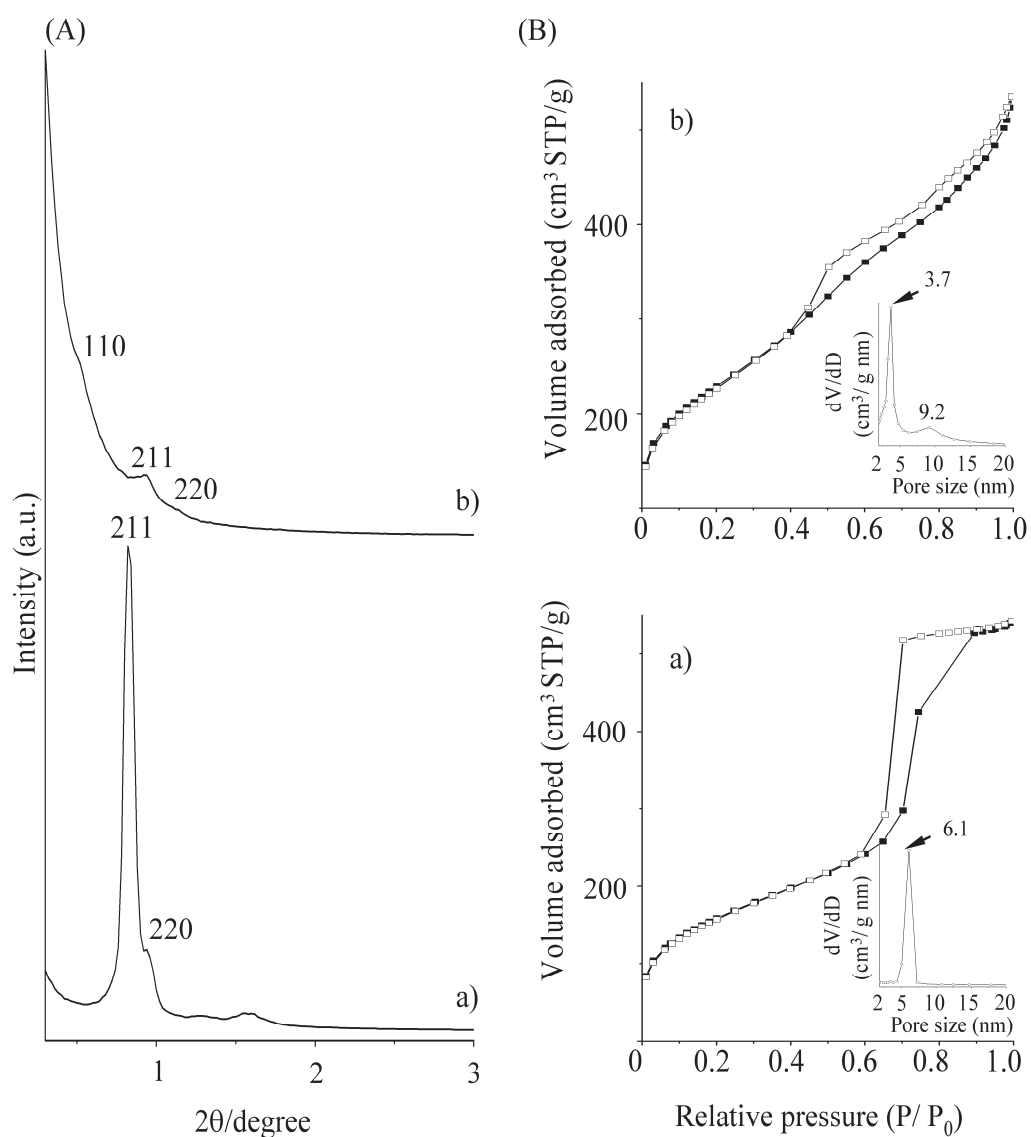 (A)
110
211
220
b)
211
220
a)
Intensity (a.u.)
1
2
3
2θ/degree
(B)
b)
Volume adsorbed (cm³ STP/g)
400
200
0
0.2
0.4
0.6
0.8
1.0
3.7
9.2
dV/dD
(cm³/ g nm)
2
5
10
15
20
Pore size (nm)
a)
Volume adsorbed (cm³ STP/g)
400
200
0
0.2
0.4
0.6
0.8
1.0
6.1
dV/dD
(cm³/ g nm)
2
5
10
15
20
Pore size (nm)
Relative pressure (P/ P₀)